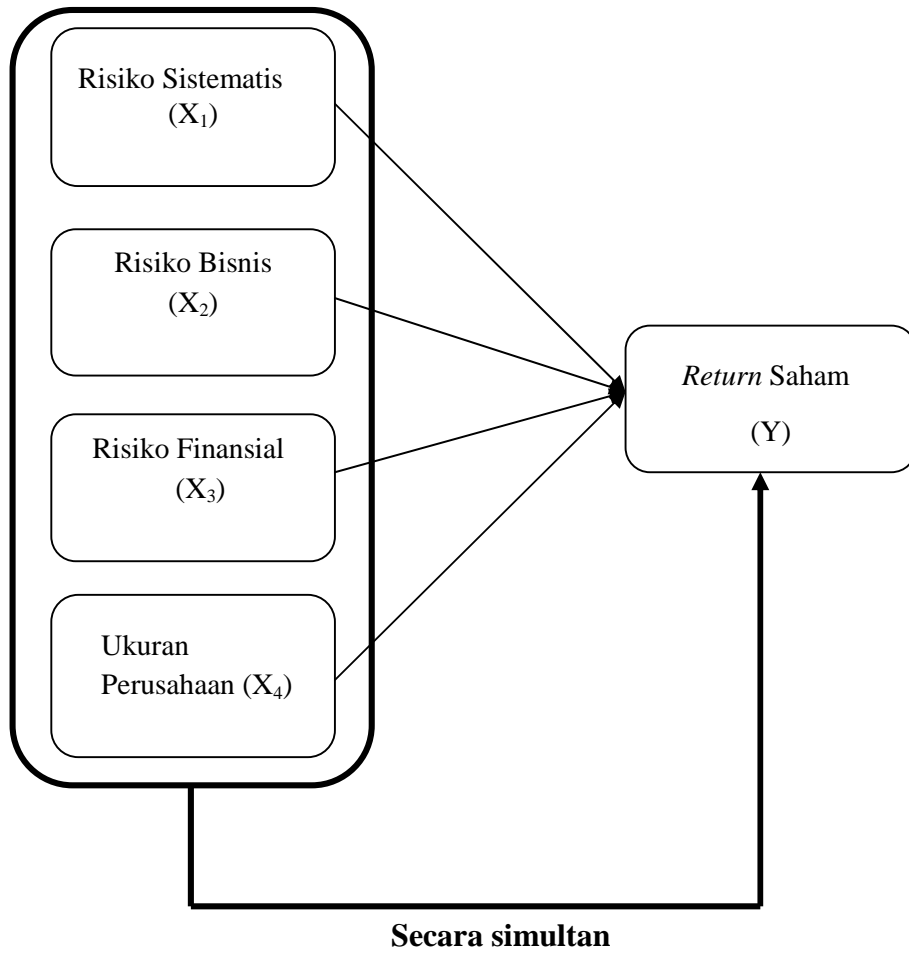 Risiko Sistematis
(X₁)
Risiko Bisnis
(X₂)
Risiko Finansial
(X₃)
Ukuran
Perusahaan (X₄)
Return Saham
(Y)
Secara simultan